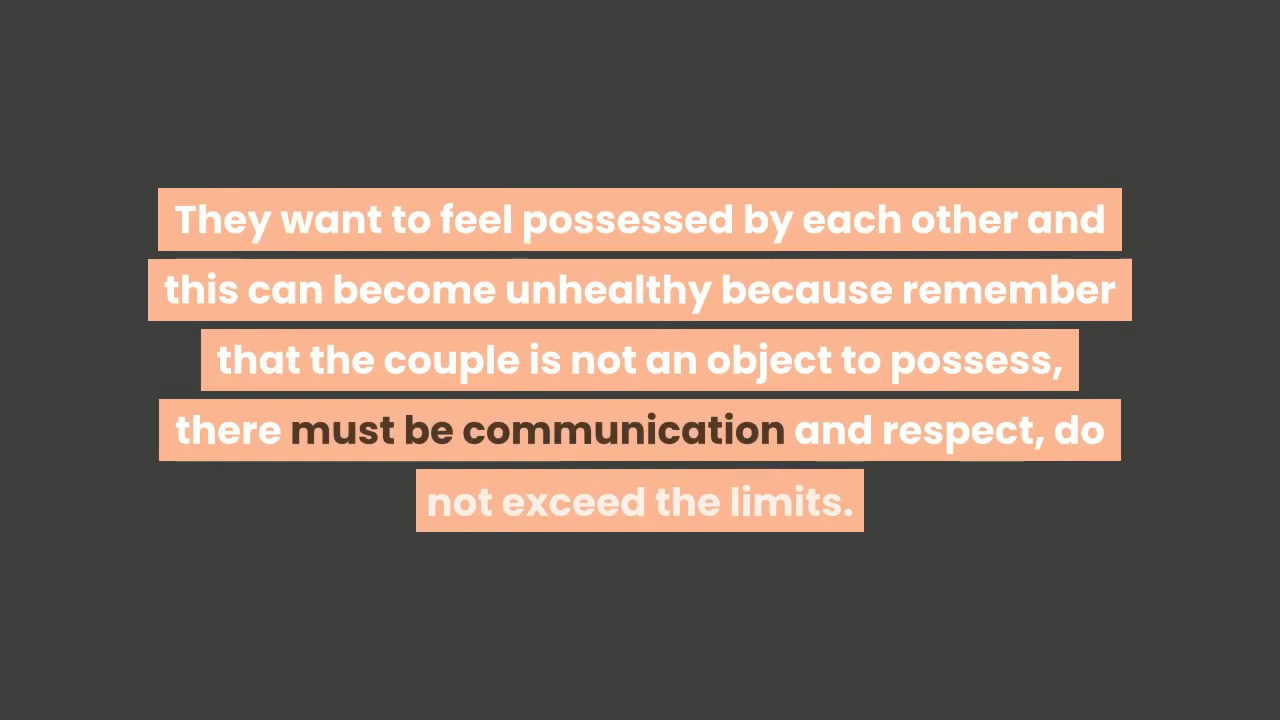 They want to feel possessed by each other and
this can become unhealthy because remember
that the couple is not an object to possess,
there must be communication and respect, do
not exceed the limits.